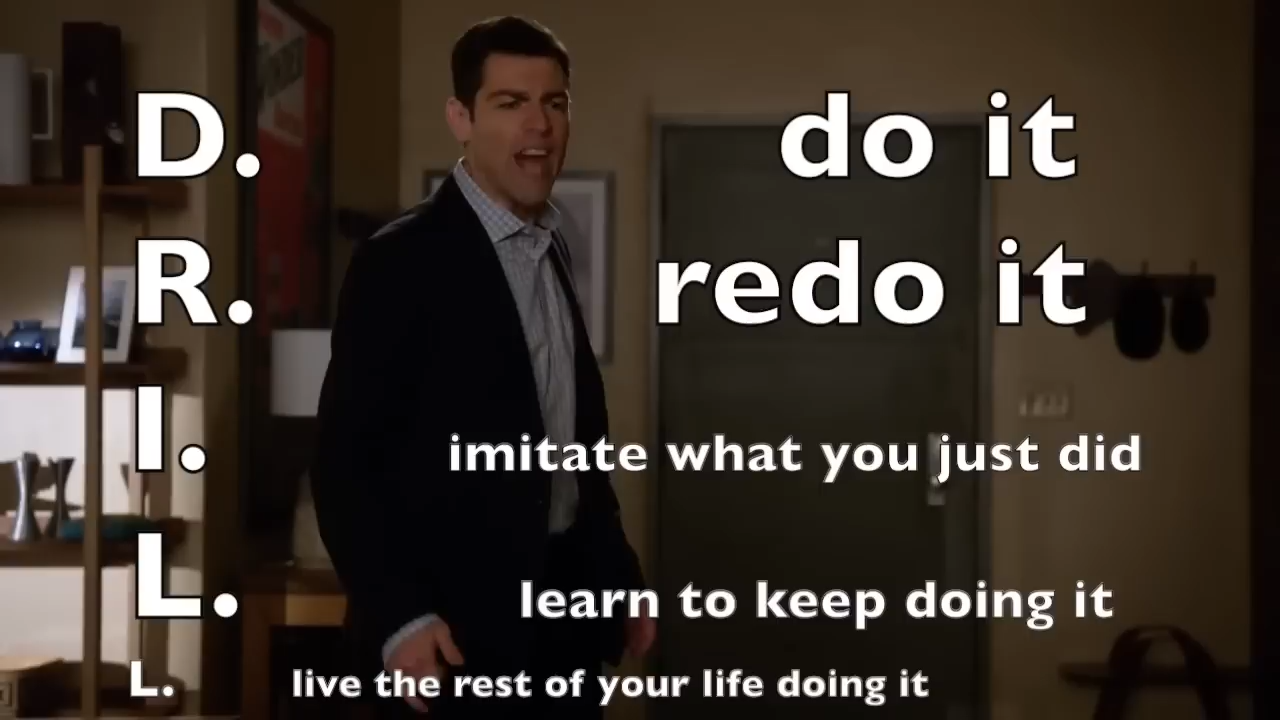 D. do it
R. redo it
I. imitate what you just did
L. learn to keep doing it
L. live the rest of your life doing it